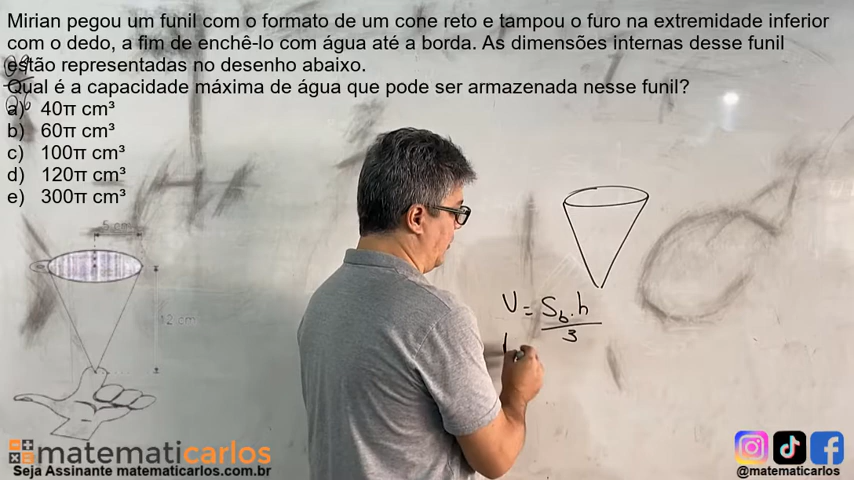 Mirian pegou um funil com o formato de um cone reto e tampou o furo na extremidade inferior
com o dedo, a fim de enchê-lo com água até a borda. As dimensões internas desse funil
estão representadas no desenho abaixo.
Qual é a capacidade máxima de água que pode ser armazenada nesse funil?
a) 40π cm³
b) 60π cm³
c) 100π cm³
d) 120π cm³
e) 300π cm³
5 cm
12 cm
V = Sb.h
3
matematicarlos
Seja Assinante matematicarlos.com.br
@matematicarlos